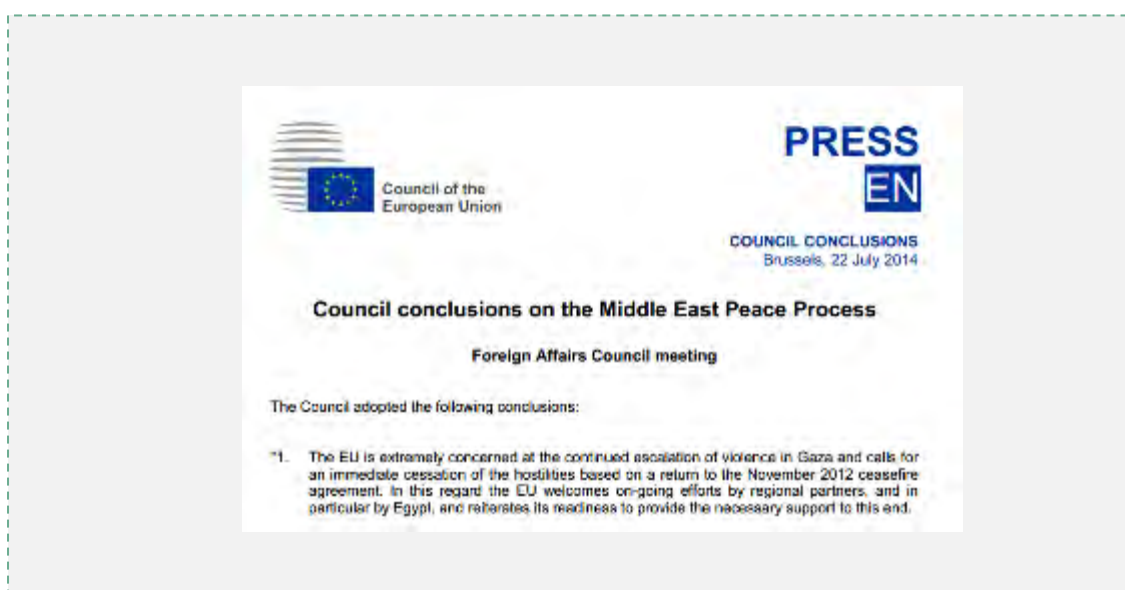 Council of the
European Union
PRESS
EN
COUNCIL CONCLUSIONS
Brussels, 22 July 2014
Council conclusions on the Middle East Peace Process
Foreign Affairs Council meeting
The Council adopted the following conclusions:
"1. The EU is extremely concerned at the continued escalation of violence in Gaza and calls for
an immediate cessation of the hostilities based on a return to the November 2012 ceasefire
agreement. In this regard the EU welcomes on-going efforts by regional partners, and in
particular by Egypt, and reiterates its readiness to provide the necessary support to this end.